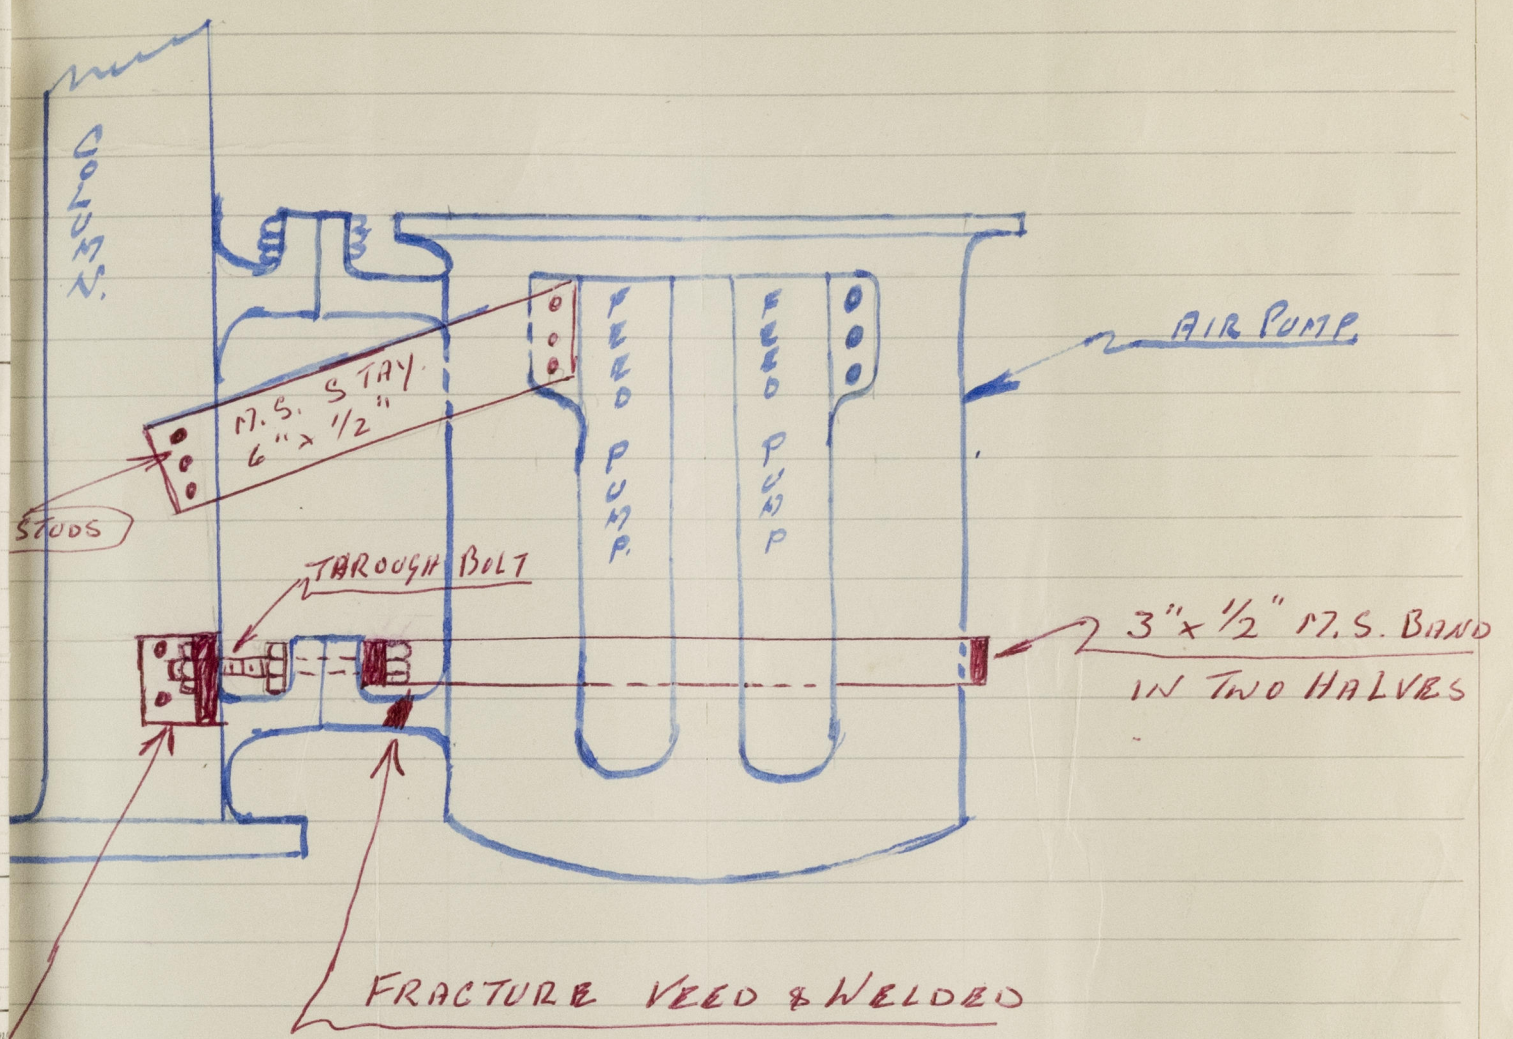 COLUMN.
FEED PUMP.
FEED PUMP
AIR PUMP.
M.S. STAY.
6" x 1/2"
STUDS
THROUGH BOLT
3" x 1/2" M.S. BAND
IN TWO HALVES
FRACTURE VEED & WELDED